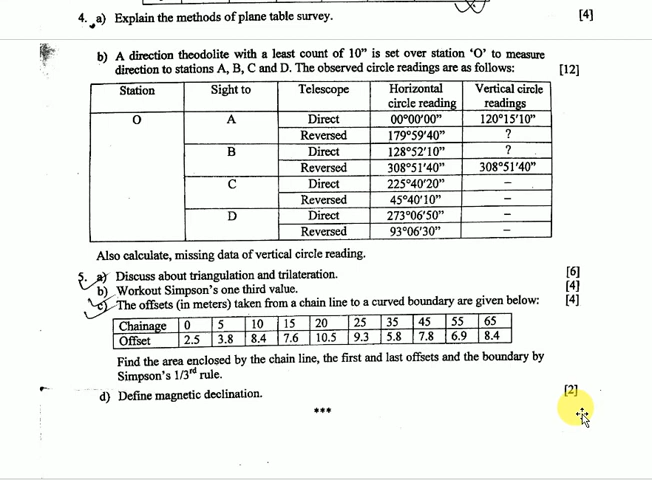 4. a) Explain the methods of plane table survey. [4]
b) A direction theodolite with a least count of 10” is set over station ‘O’ to measure
direction to stations A, B, C and D. The observed circle readings are as follows: [12]
Station Sight to Telescope Horizontal circle reading Vertical circle readings
O A Direct 00°00'00” 120°15'10”
Reversed 179°59'40” ?
B Direct 128°52'10” ?
Reversed 308°51'40” 308°51'40”
C Direct 225°40'20” –
Reversed 45°40'10” –
D Direct 273°06'50” –
Reversed 93°06'30” –
Also calculate, missing data of vertical circle reading.
5. a) Discuss about triangulation and trilateration. [6]
b) Workout Simpson's one third value. [4]
c) The offsets (in meters) taken from a chain line to a curved boundary are given below: [4]
Chainage 0 5 10 15 20 25 35 45 55 65
Offset 2.5 3.8 8.4 7.6 10.5 9.3 5.8 7.8 6.9 8.4
Find the area enclosed by the chain line, the first and last offsets and the boundary by
Simpson's 1/3rd rule.
d) Define magnetic declination. [2]
***